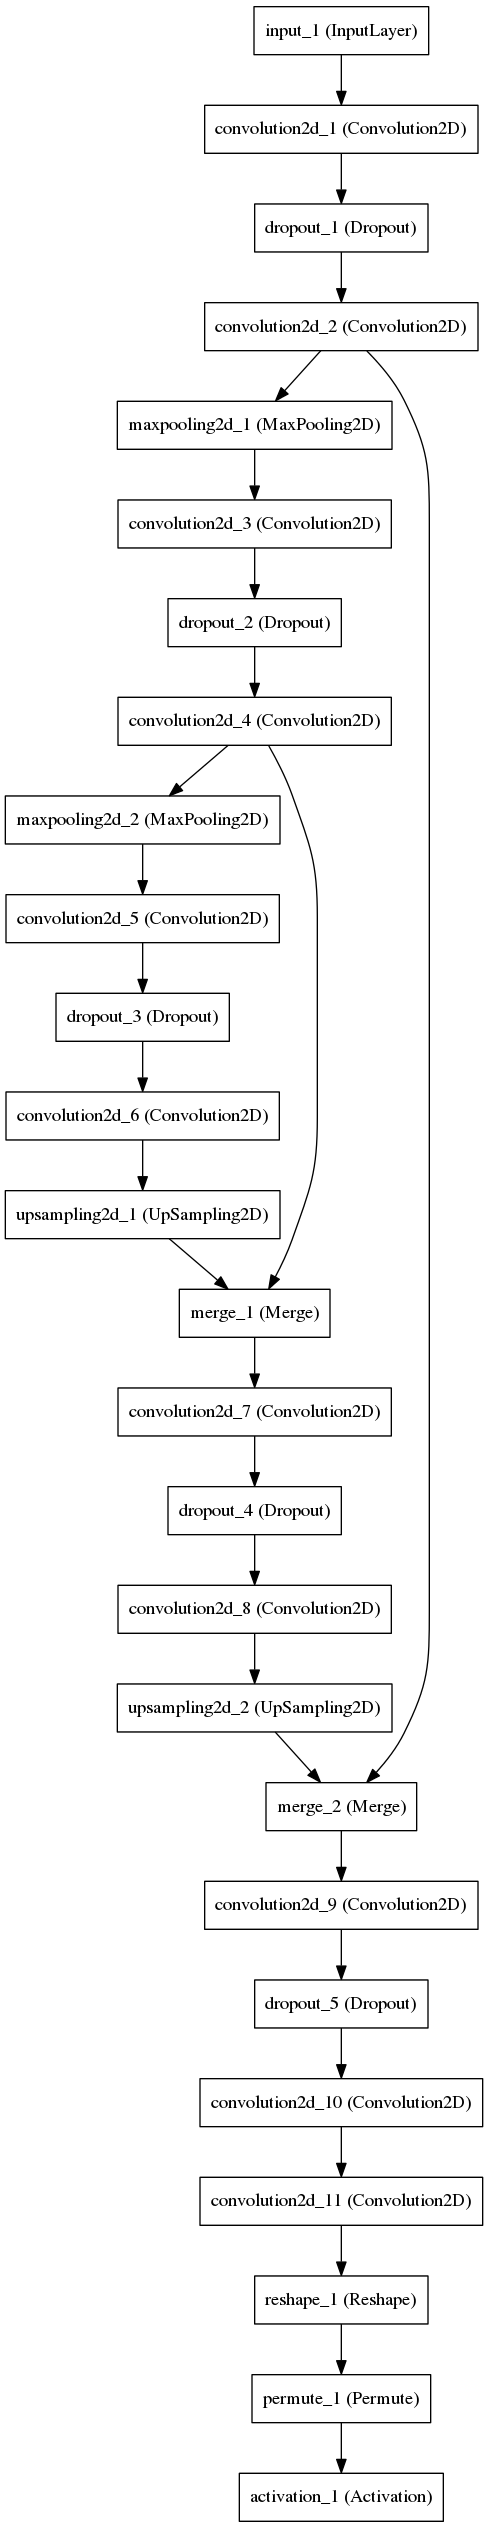 input_1 (InputLayer)
convolution2d_1 (Convolution2D)
dropout_1 (Dropout)
convolution2d_2 (Convolution2D)
maxpooling2d_1 (MaxPooling2D)
convolution2d_3 (Convolution2D)
dropout_2 (Dropout)
convolution2d_4 (Convolution2D)
maxpooling2d_2 (MaxPooling2D)
convolution2d_5 (Convolution2D)
dropout_3 (Dropout)
convolution2d_6 (Convolution2D)
upsampling2d_1 (UpSampling2D)
merge_1 (Merge)
convolution2d_7 (Convolution2D)
dropout_4 (Dropout)
convolution2d_8 (Convolution2D)
upsampling2d_2 (UpSampling2D)
merge_2 (Merge)
convolution2d_9 (Convolution2D)
dropout_5 (Dropout)
convolution2d_10 (Convolution2D)
convolution2d_11 (Convolution2D)
reshape_1 (Reshape)
permute_1 (Permute)
activation_1 (Activation)